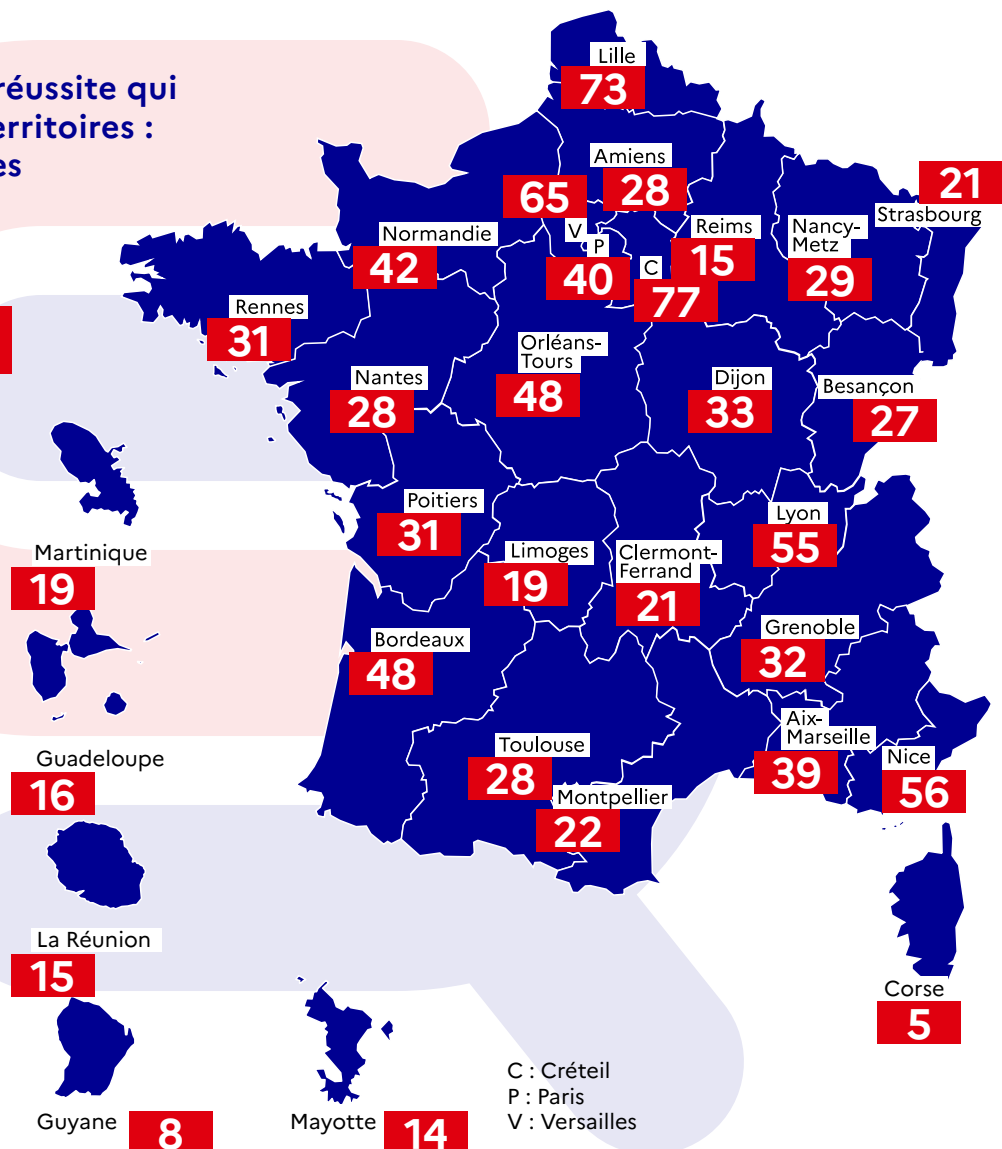 réussite qui
erritoires :
es
Lille
73
Amiens
28
65
V
P
40
C
77
Reims
15
Nancy-
Metz
29
21
Strasbourg
Normandie
42
Rennes
31
Nantes
28
Orléans-
Tours
48
Dijon
33
Besançon
27
Poitiers
31
Limoges
19
Clermont-
Ferrand
21
Lyon
55
Grenoble
32
Bordeaux
48
Toulouse
28
Montpellier
22
Aix-
Marseille
39
Nice
56
Corse
5
Martinique
19
Guadeloupe
16
La Réunion
15
Guyane
8
Mayotte
14
C : Créteil
P : Paris
V : Versailles